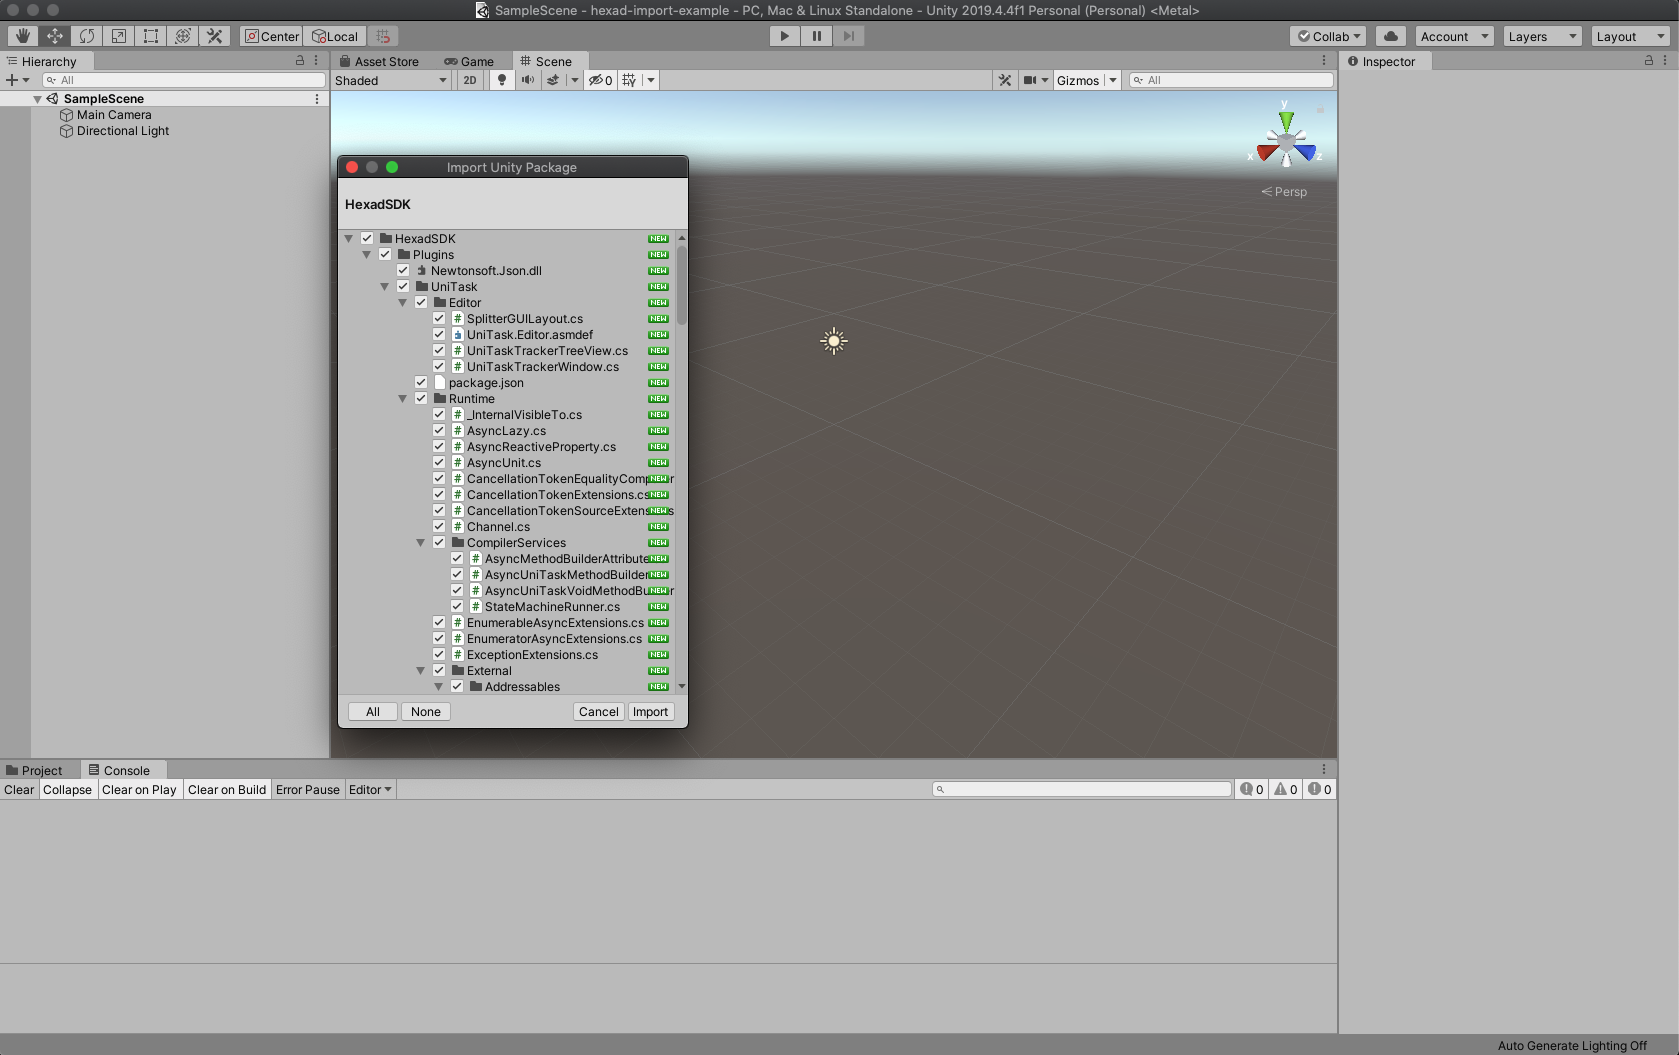 SampleScene - hexad-import-example - PC, Mac & Linux Standalone - Unity 2019.4.4f1 Personal (Personal) <Metal>
Center Local Collab Account Layers Layout
Hierarchy
All
SampleScene
Main Camera
Directional Light
Asset Store Game Scene
Shaded 2D 0 Gizmos All
y
x z
Persp
Inspector
Import Unity Package
HexadSDK
HexadSDK NEW
Plugins NEW
Newtonsoft.Json.dll NEW
UniTask NEW
Editor NEW
SplitterGUILayout.cs NEW
UniTask.Editor.asmdef NEW
UniTaskTrackerTreeView.cs NEW
UniTaskTrackerWindow.cs NEW
package.json NEW
Runtime NEW
_InternalVisibleTo.cs NEW
AsyncLazy.cs NEW
AsyncReactiveProperty.cs NEW
AsyncUnit.cs NEW
CancellationTokenEqualityComp NEW
CancellationTokenExtensions.cs NEW
CancellationTokenSourceExtens NEW
Channel.cs NEW
CompilerServices NEW
AsyncMethodBuilderAttribute NEW
AsyncUniTaskMethodBuilder NEW
AsyncUniTaskVoidMethodBu NEW
StateMachineRunner.cs NEW
EnumerableAsyncExtensions.cs NEW
EnumeratorAsyncExtensions.cs NEW
ExceptionExtensions.cs NEW
External NEW
Addressables NEW
All None Cancel Import
Project Console
Clear Collapse Clear on Play Clear on Build Error Pause Editor 0 0 0
Auto Generate Lighting Off